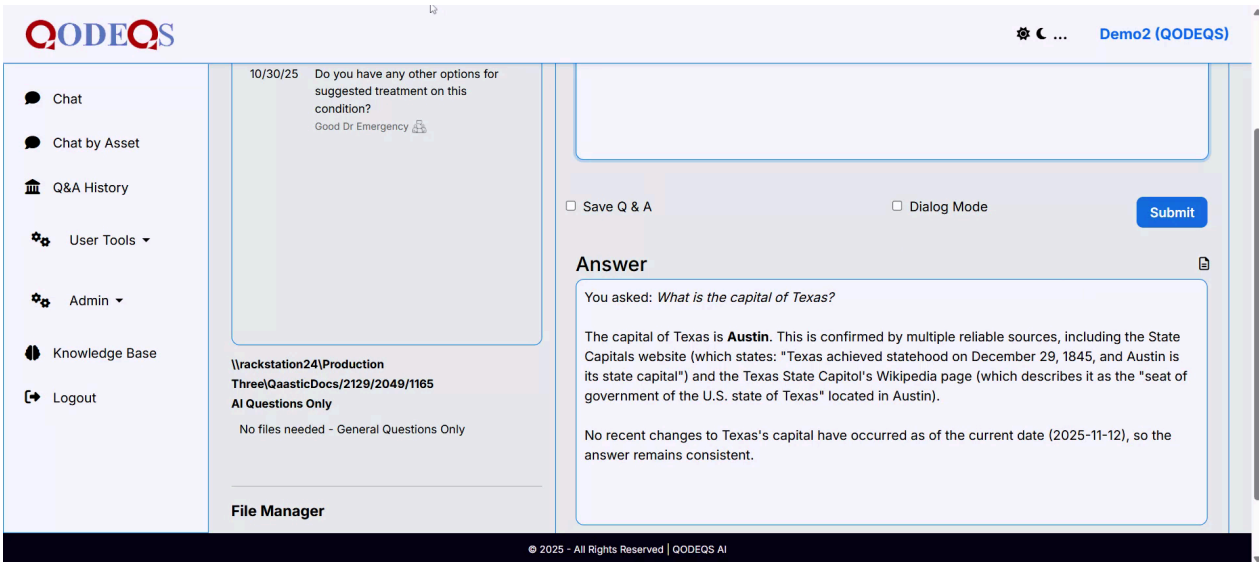 QODEQS
...
Demo2 (QODEQS)
Chat
Chat by Asset
Q&A History
User Tools
Admin
Knowledge Base
Logout
10/30/25 Do you have any other options for
suggested treatment on this
condition?
Good Dr Emergency
\\rackstation24\Production
Three\QaasticDocs/2129/2049/1165
AI Questions Only
No files needed - General Questions Only
File Manager
Save Q & A
Dialog Mode
Submit
Answer
You asked: What is the capital of Texas?
The capital of Texas is Austin. This is confirmed by multiple reliable sources, including the State
Capitals website (which states: "Texas achieved statehood on December 29, 1845, and Austin is
its state capital") and the Texas State Capitol's Wikipedia page (which describes it as the "seat of
government of the U.S. state of Texas" located in Austin).
No recent changes to Texas's capital have occurred as of the current date (2025-11-12), so the
answer remains consistent.
© 2025 - All Rights Reserved | QODEQS AI